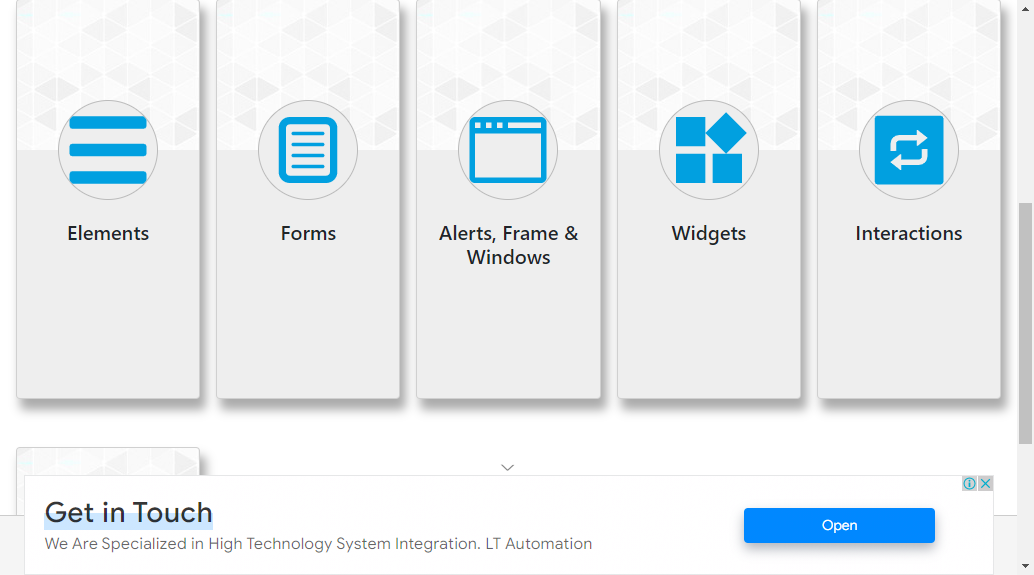 Elements
Forms
Alerts, Frame &
Windows
Widgets
Interactions
Get in Touch
We Are Specialized in High Technology System Integration. LT Automation
Open